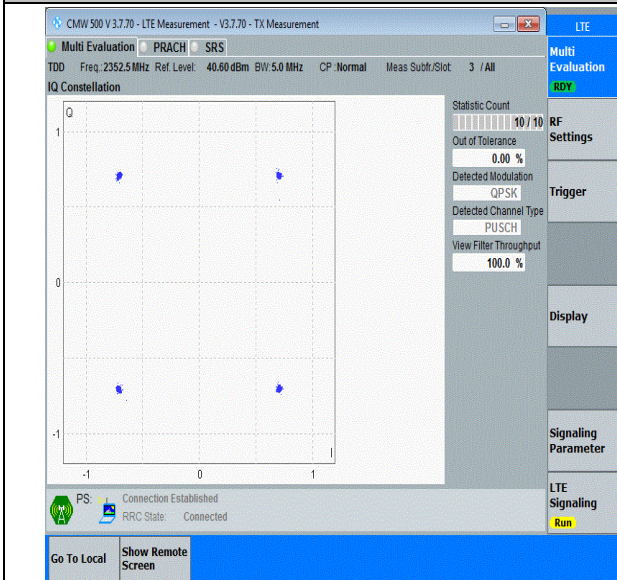 CMW 500 V 3.7.70 - LTE Measurement - V3.7.70 - TX Measurement
LTE
Multi Evaluation PRACH SRS
TDD Freq.:2352.5 MHz Ref. Level: 40.60 dBm BW:5.0 MHz CP :Normal Meas Subfr./Slot: 3 / All
IQ Constellation
Q
1
0
-1
-1 0 1
I
Statistic Count
10 / 10
Out of Tolerance
0.00 %
Detected Modulation
QPSK
Detected Channel Type
PUSCH
View Filter Throughput
100.0 %
Multi
Evaluation
RDY
RF
Settings
Trigger
Display
Signaling
Parameter
LTE
Signaling
Run
PS: Connection Established
RRC State: Connected
Go To Local
Show Remote
Screen